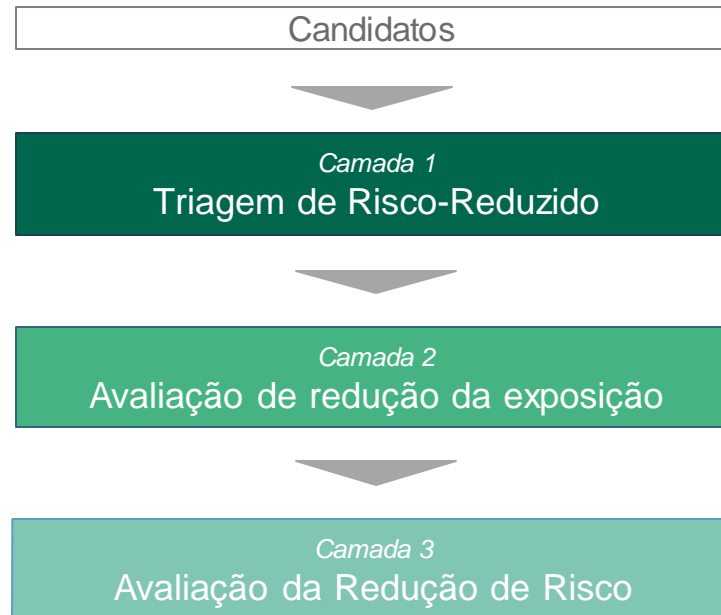 Candidatos
Camada 1
Triagem de Risco-Reduzido
Camada 2
Avaliação de redução da exposição
Camada 3
Avaliação da Redução de Risco